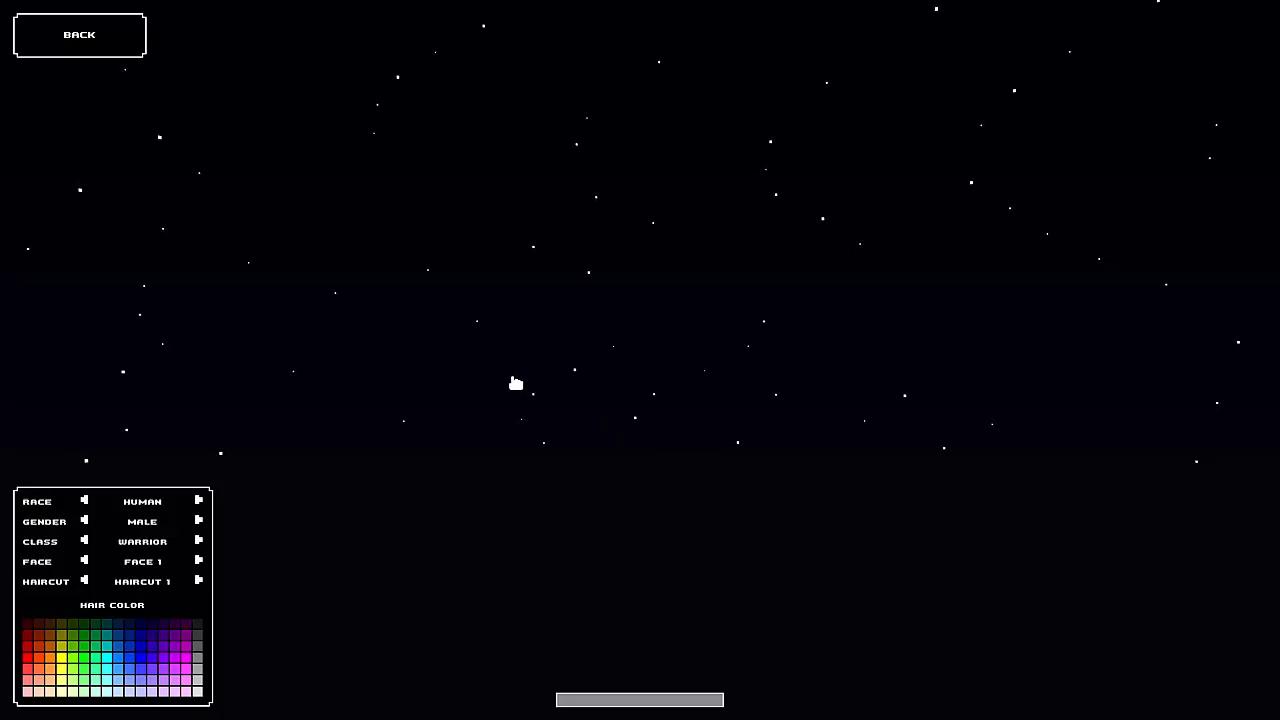 BACK
RACE HUMAN
GENDER MALE
CLASS WARRIOR
FACE FACE 1
HAIRCUT HAIRCUT 1
HAIR COLOR